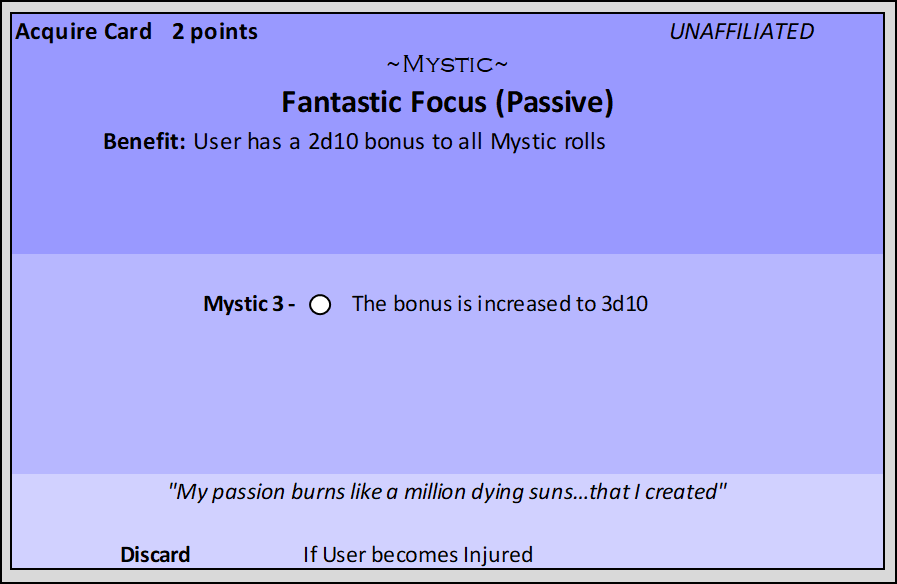 Acquire Card 2 points UNAFFILIATED
~Mystic~
Fantastic Focus (Passive)
Benefit: User has a 2d10 bonus to all Mystic rolls
Mystic 3 - The bonus is increased to 3d10
"My passion burns like a million dying suns...that I created"
Discard If User becomes Injured